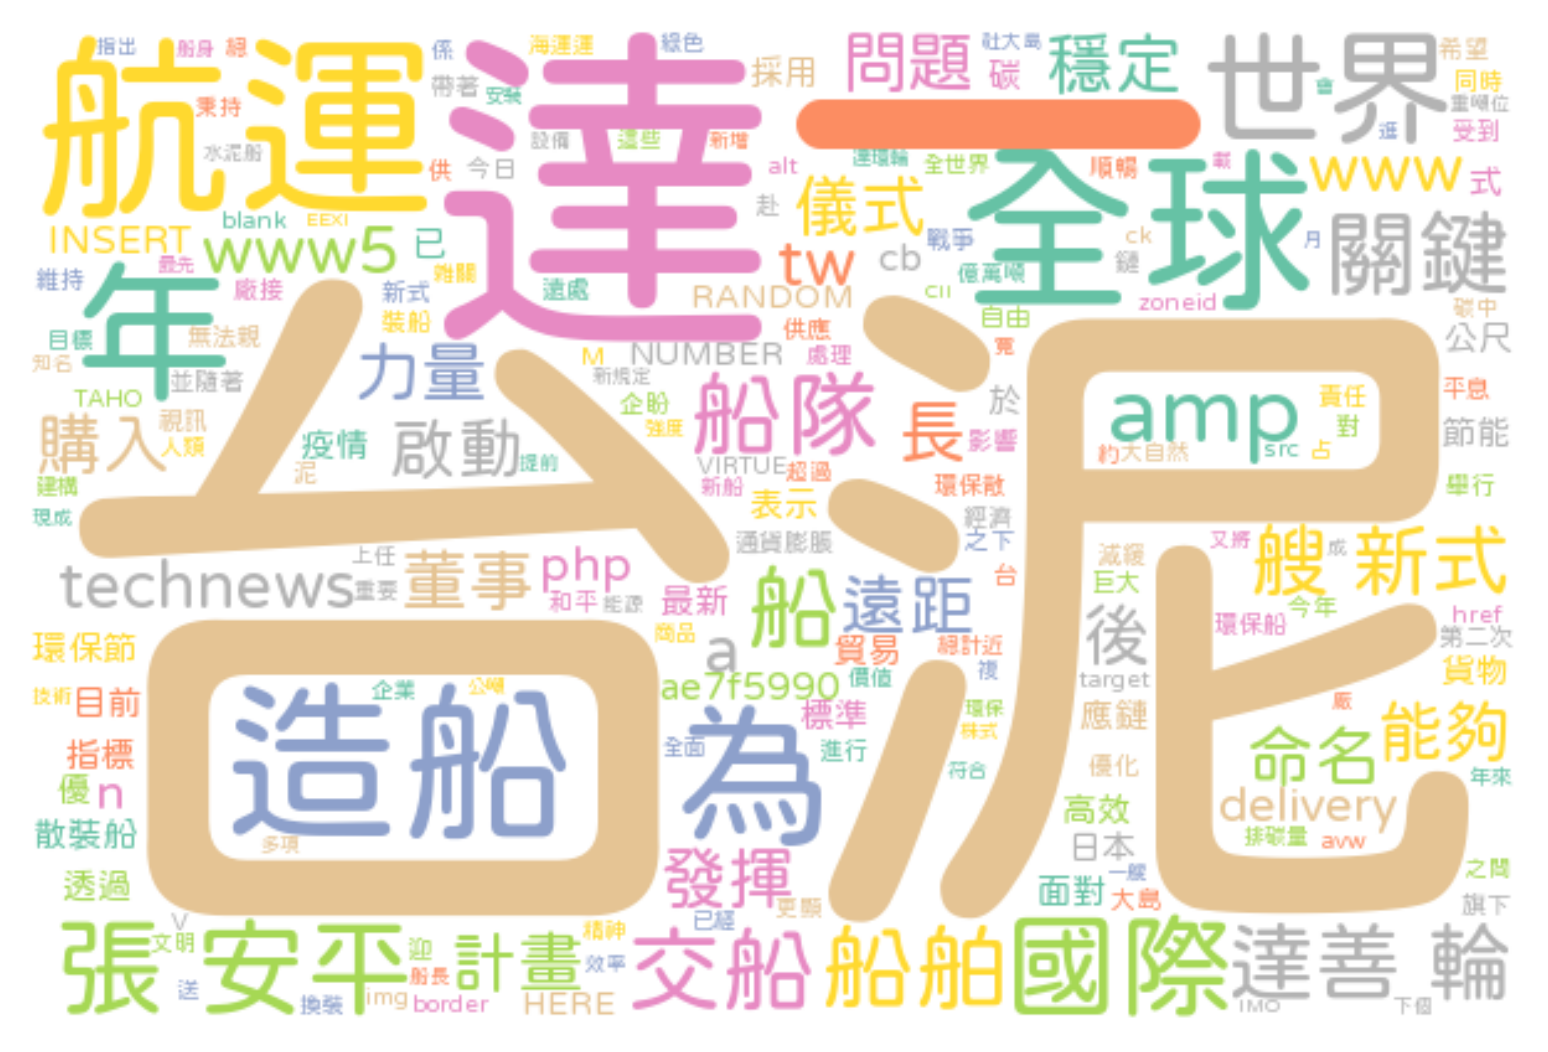 指出
船身
總
航運
秉持
水泥船
係
帶著
安裝
供
今日
達
海運運
綠色
採用
設備
這些
新增
alt
赴
問題
碳
社大島
穩定
一
達環輪
全世界
順暢
載
世界
會
逛
希望
同時
重噸位
受到
www
式
blank
EEXI
INSERT
www5
已
最先
雜關
維持
年
廠接
新式
裝船
遠處
儀式
tw
cb
戰爭
億萬噸
CII
RANDOM
全球
ck
鏈
zoneid
月
關鍵
碳中
公尺
目標
知名
TAHO
無法親
並隨著
力量
M
NUMBER
新規定
供應
處理
自由
寬
於
購入
視訊
人類
疫情
泥
啟動
提前
企盼
強度
船隊
長
影響
VIRTUE
超過
新船
amp
src
責任
對
占
約
大自然
平息
節能
舉行
建構
現成
台泥
表示
通貨膨脹
環保散
經濟
之下
台
technews
上任
重要
董事
php
和平
能源
最新
船
遠距
減緩
巨大
又將
成
艘
新式
今年
環保船
href
第二次
貨物
環保節
技術
目前
指標
優
n
散裝船
透過
造船
企業
公噸
多項
商品
a
ae7f5990
貿易
價值
總計近
複
全面
為
標準
進行
環保
株式
符合
後
target
應鏈
優化
高效
日本
一艘
面對
大島
厰
命名
能夠
delivery
排碳量
avw
年來
之間
旗下
發揮
已經
更顯
張安平
V
文明
送
迎
船長
計畫
換裝
img
border
精神
效率
HERE
交船
船舶
國際
達善
輪
IMO
下個